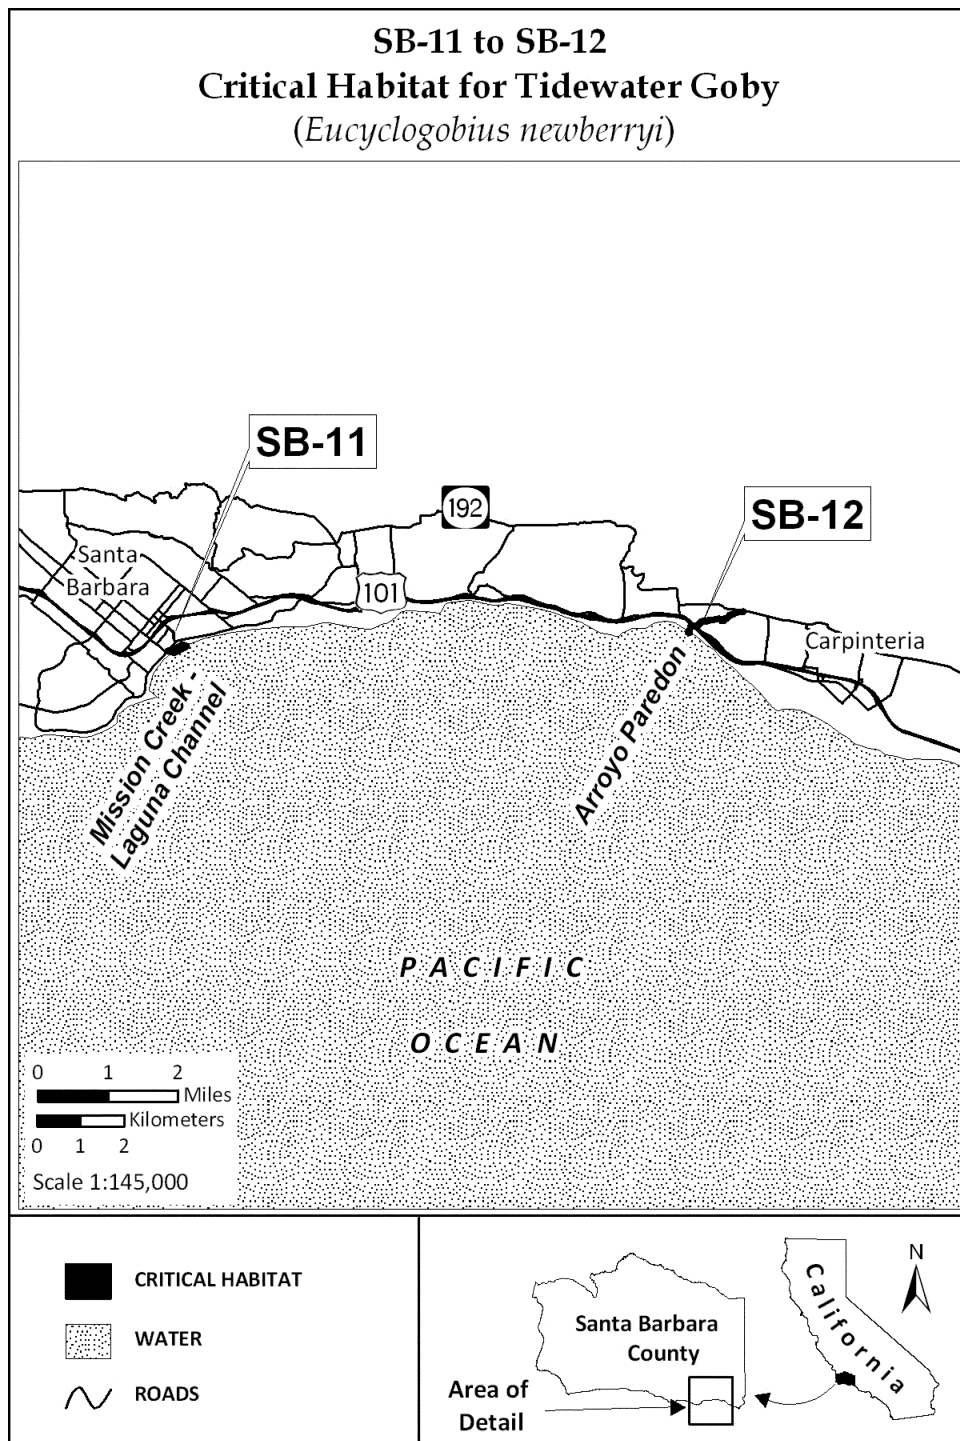 SB-11 to SB-12
Critical Habitat for Tidewater Goby
(Eucyclogobius newberryi)
SB-11
192
SB-12
Santa
Barbara
101
Carpinteria
Mission Creek -
Laguna Channel
Arroyo Paredon
PACIFIC
OCEAN
0 1 2
Miles
Kilometers
0 1 2
Scale 1:145,000
CRITICAL HABITAT
WATER
ROADS
Santa Barbara
County
Area of
Detail
California
N